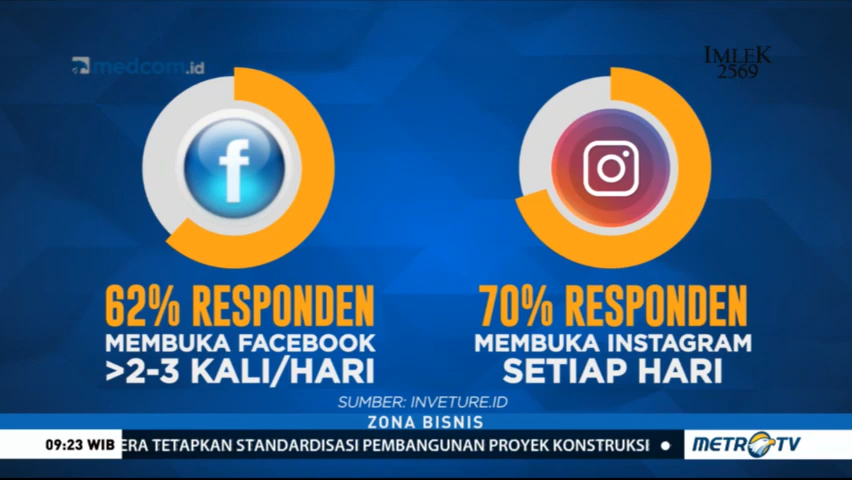 medcom.id
IMLEK
2569
f
62% RESPONDEN
MEMBUKA FACEBOOK
>2-3 KALI/HARI
70% RESPONDEN
MEMBUKA INSTAGRAM
SETIAP HARI
SUMBER: INVETURE.ID
ZONA BISNIS
09:23 WIB
ERA TETAPKAN STANDARDISASI PEMBANGUNAN PROYEK KONSTRUKSI
METRO TV